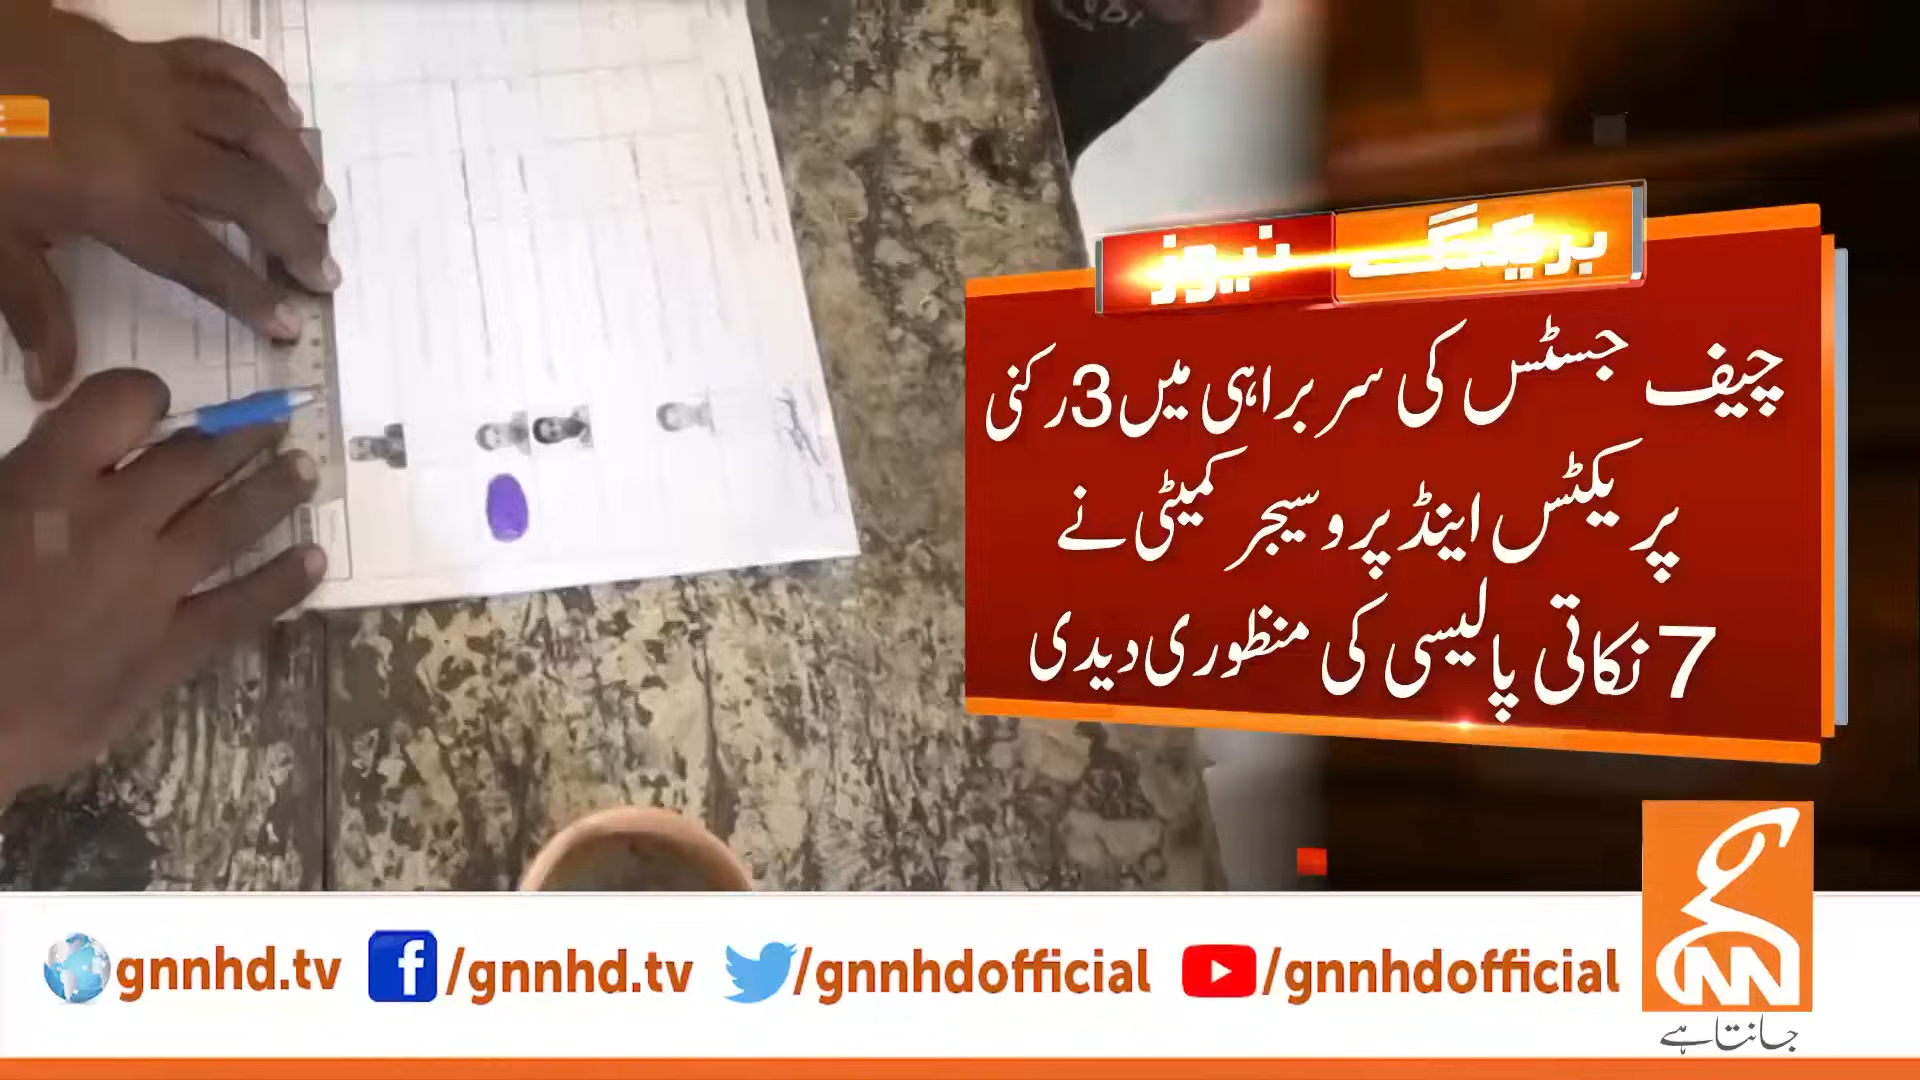 بریکنگ نیوز
چیف جسٹس کی سربراہی میں 3 رکنی
پریکٹس اینڈ پروسیجر کمیٹی نے
7 نکاتی پالیسی کی منظوری دیدی
gnnhd.tv
/gnnhd.tv
/gnnhdofficial
/gnnhdofficial
GNN
جانتا ہے